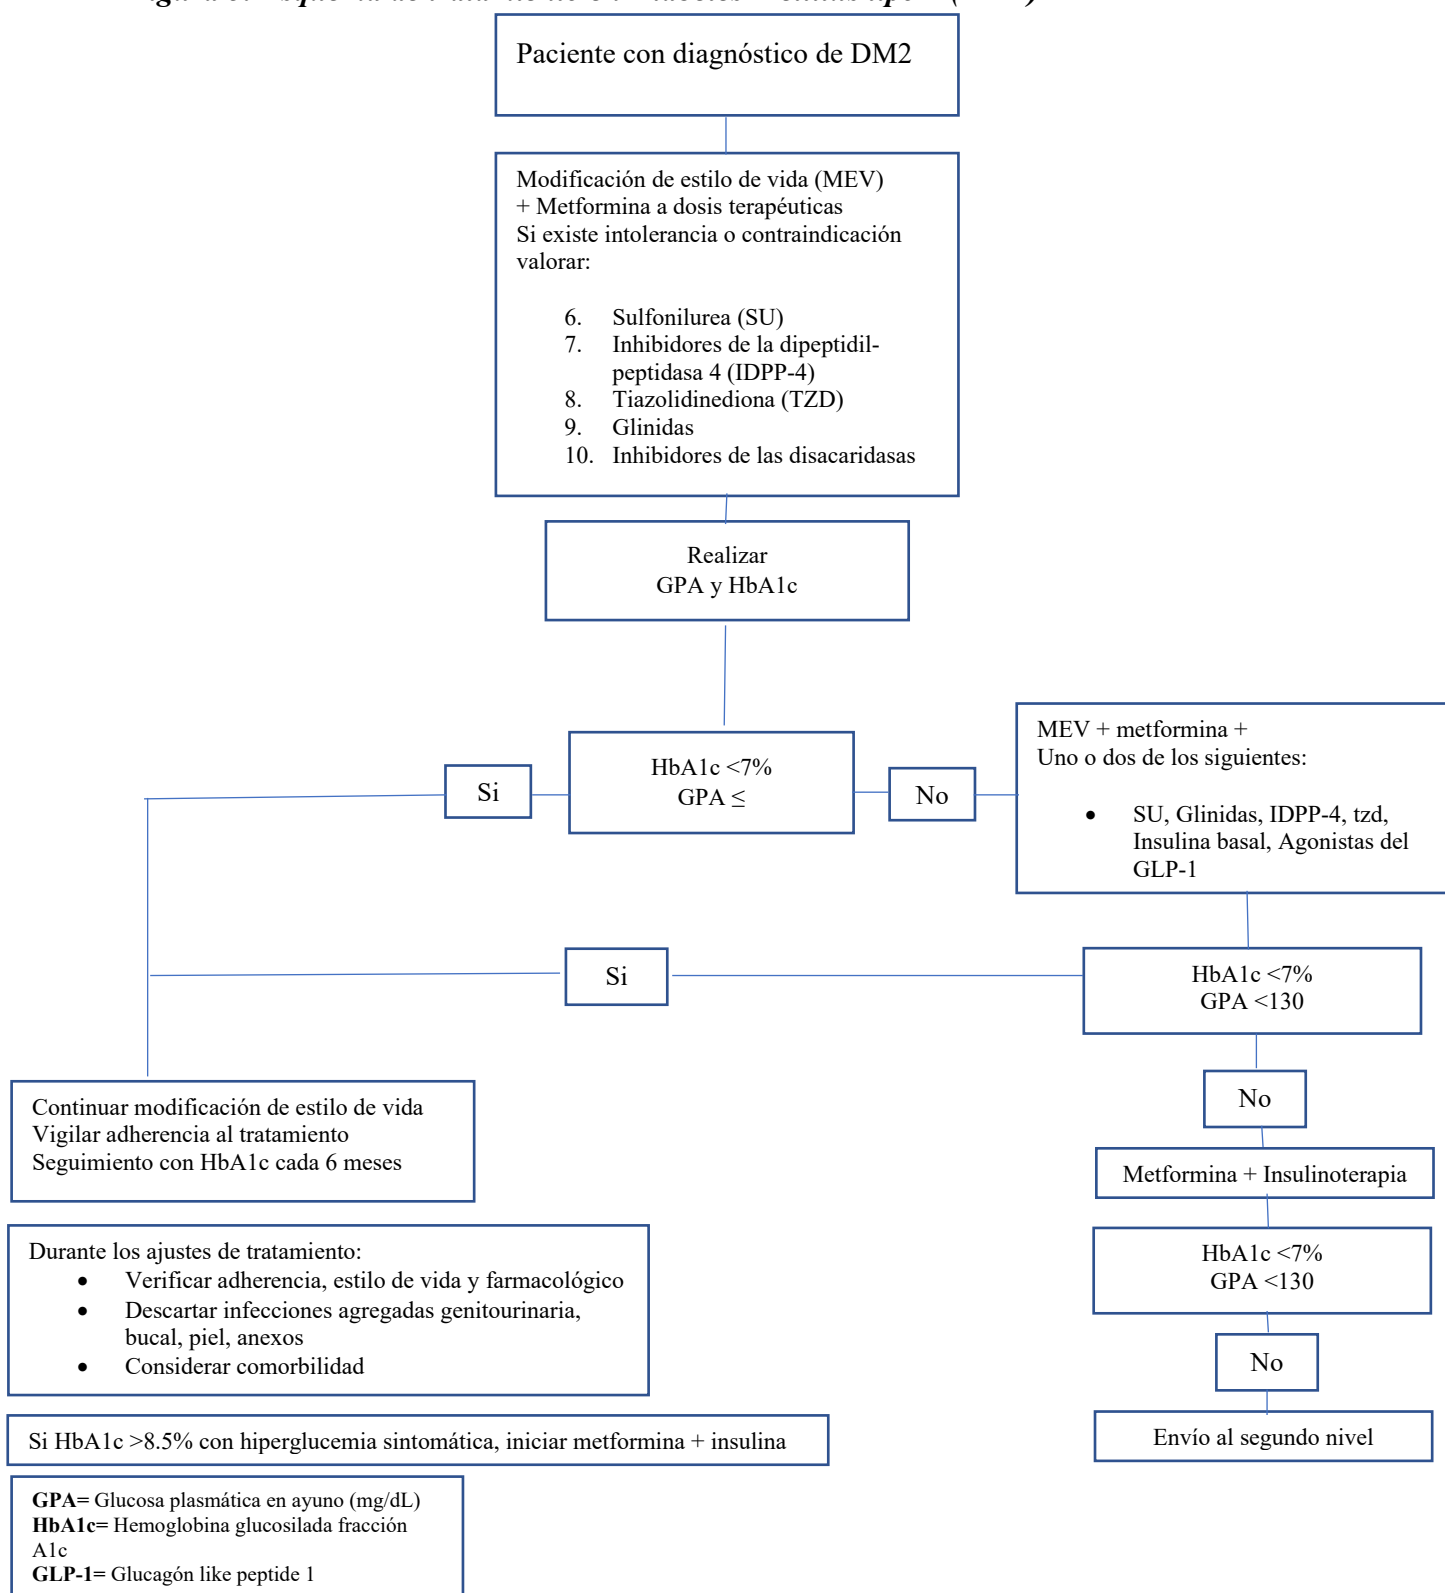 Paciente con diagnóstico de DM2
Modificación de estilo de vida (MEV)
+ Metformina a dosis terapéuticas
Si existe intolerancia o contraindicación
valorar:
6. Sulfonilurea (SU)
7. Inhibidores de la dipeptidil-
peptidasa 4 (IDPP-4)
8. Tiazolidinediona (TZD)
9. Glinidas
10. Inhibidores de las disacaridasas
Realizar
GPA y HbA1c
HbA1c <7%
GPA ≤
Si
No
MEV + metformina +
Uno o dos de los siguientes:
• SU, Glinidas, IDPP-4, tzd,
Insulina basal, Agonistas del
GLP-1
Si
HbA1c <7%
GPA <130
No
Metformina + Insulinoterapia
HbA1c <7%
GPA <130
No
Envío al segundo nivel
Continuar modificación de estilo de vida
Vigilar adherencia al tratamiento
Seguimiento con HbA1c cada 6 meses
Durante los ajustes de tratamiento:
• Verificar adherencia, estilo de vida y farmacológico
• Descartar infecciones agregadas genitourinaria,
bucal, piel, anexos
• Considerar comorbilidad
Si HbA1c >8.5% con hiperglucemia sintomática, iniciar metformina + insulina
GPA= Glucosa plasmática en ayuno (mg/dL)
HbA1c= Hemoglobina glucosilada fracción
A1c
GLP-1= Glucagón like peptide 1